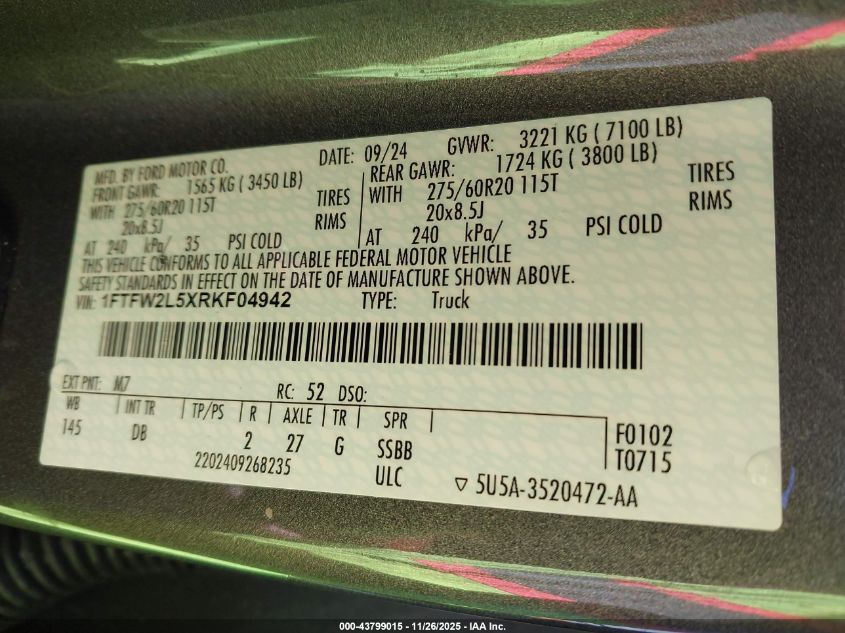 MFD. BY FORD MOTOR CO.
DATE: 09/24 GVWR: 3221 KG ( 7100 LB)
FRONT GAWR: 1565 KG ( 3450 LB)
REAR GAWR: 1724 KG ( 3800 LB)
WITH 275/60R20 115T TIRES
WITH 275/60R20 115T TIRES
20x8.5J RIMS
20x8.5J RIMS
AT 240 kPa/ 35 PSI COLD
AT 240 kPa/ 35 PSI COLD
THIS VEHICLE CONFORMS TO ALL APPLICABLE FEDERAL MOTOR VEHICLE
SAFETY STANDARDS IN EFFECT ON THE DATE OF MANUFACTURE SHOWN ABOVE.
VIN: 1FTFW2L5XRKF04942 TYPE: Truck
EXT PNT: M7 RC: 52 DSO:
WB INT TR TP/PS R AXLE TR SPR
145 DB 2 27 G SSBB
F0102
T0715
2202409268235 ULC
▽ 5U5A-3520472-AA
000-43799015 - 11/26/2025 - IAA Inc.